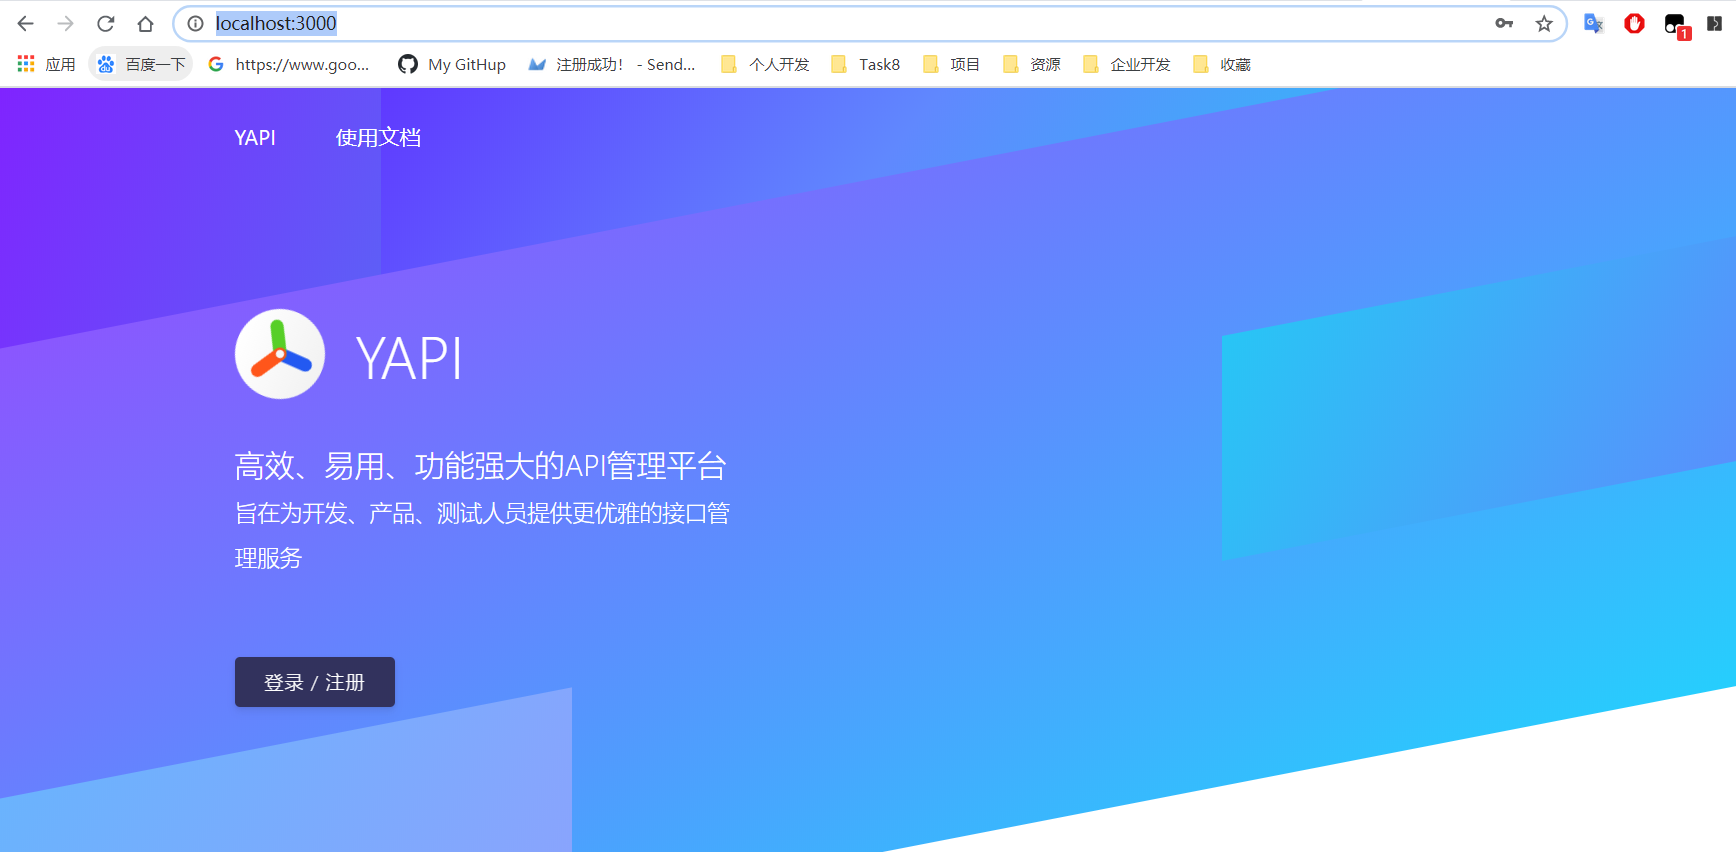 localhost:3000
1
应用 百度一下 https://www.goo... My GitHup 注册成功! - Send... 个人开发 Task8 项目 资源 企业开发 收藏
YAPI 使用文档
YAPI
高效、易用、功能强大的API管理平台
旨在为开发、产品、测试人员提供更优雅的接口管
理服务
登录 / 注册